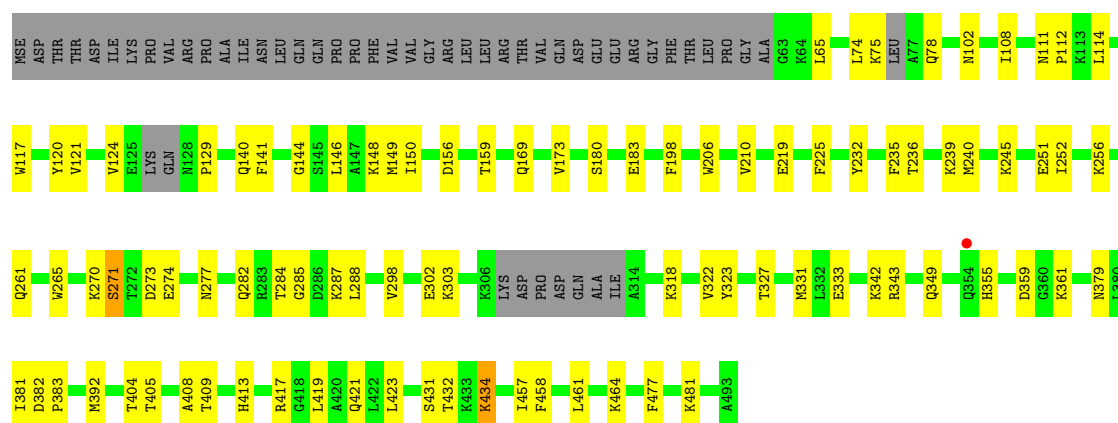 MSE ASP THR THR ASP ILE LYS PRO VAL ARG PRO ALA ILE ASN LEU GLN GLN PRO PRO PHE VAL VAL GLY ARG LEU LEU ARG THR VAL GLN ASP GLU GLU ARG GLY PHE THR LEU PRO GLY ALA G63 K64 L65 L74 K75 LEU A77 Q78 N102 I108 N111 P112 K113 L114
W117 Y120 V121 V124 E125 LYS GLN N128 P129 Q140 F141 G144 S145 L146 A147 K148 M149 I150 D156 T159 Q169 V173 S180 E183 F198 W206 V210 E219 F225 Y232 F235 T236 K239 M240 K245 E251 I252 K256
Q261 W265 K270 S271 T272 D273 E274 N277 Q282 R283 T284 G285 D286 K287 L288 V298 E302 K303 K306 LYS ASP PRO ASP GLN ALA ILE A314 K318 V322 Y323 T327 M331 L332 E333 K342 R343 Q349 Q354 H355 D359 G360 K361 N379 L380
I381 D382 P383 M392 T404 T405 A408 T409 H413 R417 G418 L419 A420 Q421 L422 L423 S431 T432 K433 K434 I457 F458 L461 K464 F477 K481 A493